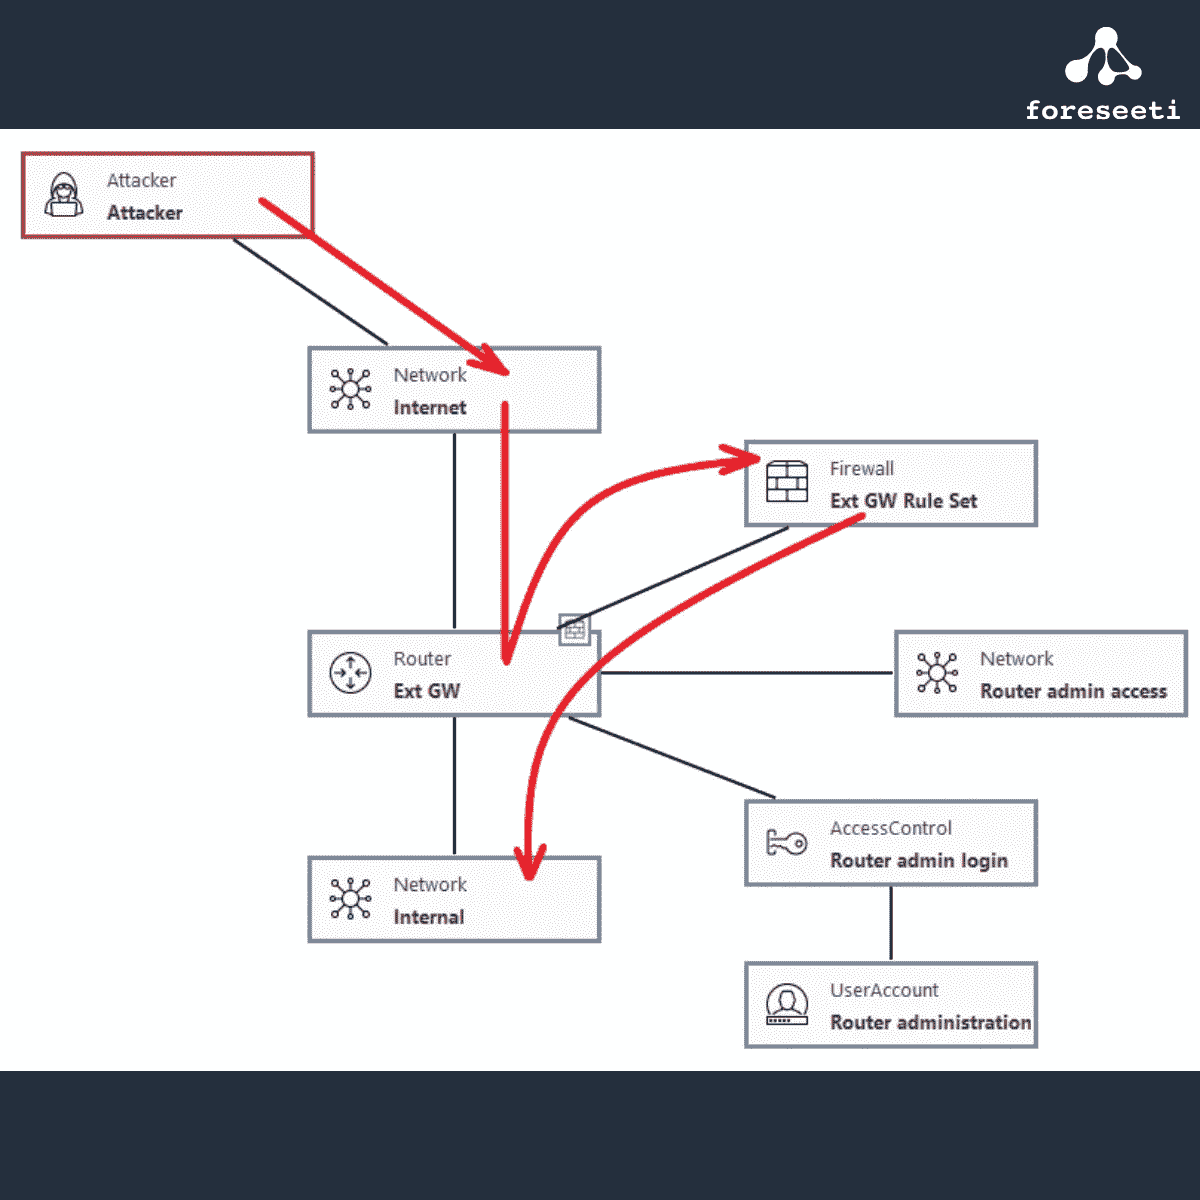 foreseeti
Attacker
Attacker
Network
Internet
Firewall
Ext GW Rule Set
Router
Ext GW
Network
Router admin access
AccessControl
Router admin login
Network
Internal
UserAccount
Router administration